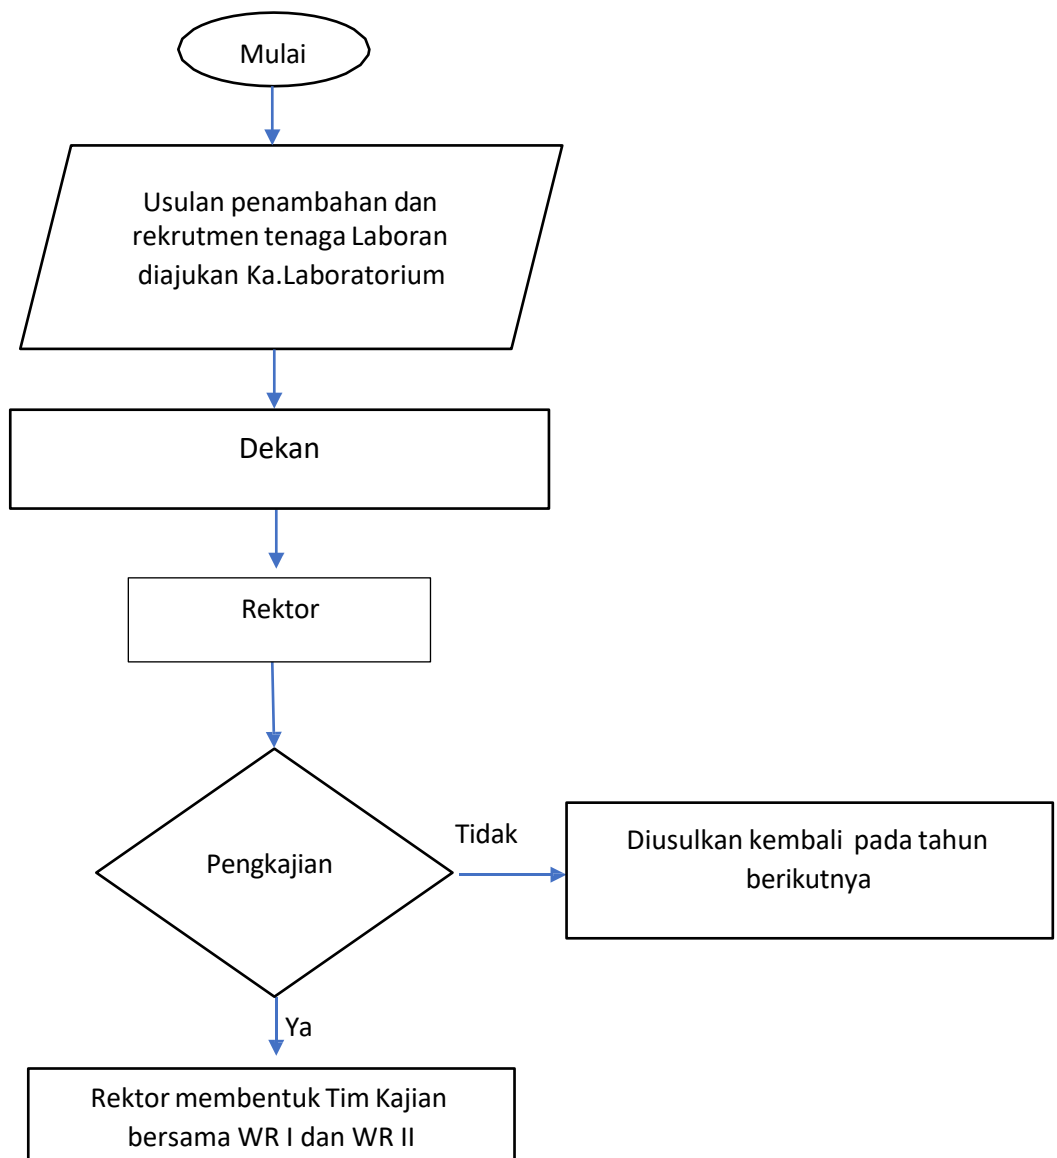 Mulai
Usulan penambahan dan
rekrutmen tenaga Laboran
diajukan Ka.Laboratorium
Dekan
Rektor
Pengkajian
Tidak
Diusulkan kembali pada tahun
berikutnya
Ya
Rektor membentuk Tim Kajian
bersama WR I dan WR II